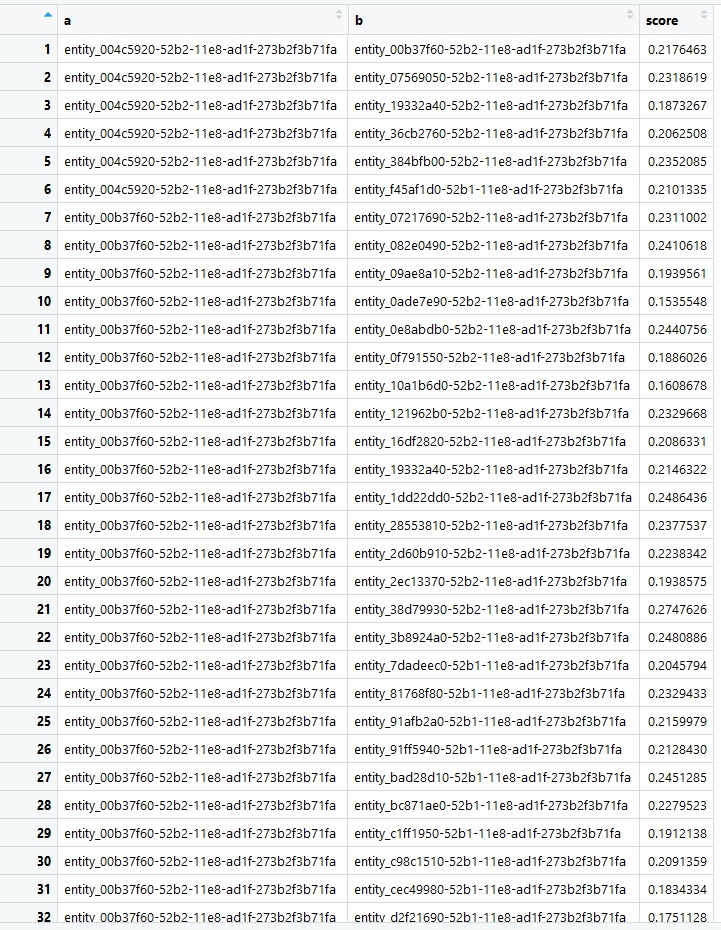 a b score
1 entity_004c5920-52b2-11e8-ad1f-273b2f3b71fa entity_00b37f60-52b2-11e8-ad1f-273b2f3b71fa 0.2176463
2 entity_004c5920-52b2-11e8-ad1f-273b2f3b71fa entity_07569050-52b2-11e8-ad1f-273b2f3b71fa 0.2318619
3 entity_004c5920-52b2-11e8-ad1f-273b2f3b71fa entity_19332a40-52b2-11e8-ad1f-273b2f3b71fa 0.1873267
4 entity_004c5920-52b2-11e8-ad1f-273b2f3b71fa entity_36cb2760-52b2-11e8-ad1f-273b2f3b71fa 0.2062508
5 entity_004c5920-52b2-11e8-ad1f-273b2f3b71fa entity_384bfb00-52b2-11e8-ad1f-273b2f3b71fa 0.2352085
6 entity_004c5920-52b2-11e8-ad1f-273b2f3b71fa entity_f45af1d0-52b1-11e8-ad1f-273b2f3b71fa 0.2101335
7 entity_00b37f60-52b2-11e8-ad1f-273b2f3b71fa entity_07217690-52b2-11e8-ad1f-273b2f3b71fa 0.2311002
8 entity_00b37f60-52b2-11e8-ad1f-273b2f3b71fa entity_082e0490-52b2-11e8-ad1f-273b2f3b71fa 0.2410618
9 entity_00b37f60-52b2-11e8-ad1f-273b2f3b71fa entity_09ae8a10-52b2-11e8-ad1f-273b2f3b71fa 0.1939561
10 entity_00b37f60-52b2-11e8-ad1f-273b2f3b71fa entity_0ade7e90-52b2-11e8-ad1f-273b2f3b71fa 0.1535548
11 entity_00b37f60-52b2-11e8-ad1f-273b2f3b71fa entity_0e8abdb0-52b2-11e8-ad1f-273b2f3b71fa 0.2440756
12 entity_00b37f60-52b2-11e8-ad1f-273b2f3b71fa entity_0f791550-52b2-11e8-ad1f-273b2f3b71fa 0.1886026
13 entity_00b37f60-52b2-11e8-ad1f-273b2f3b71fa entity_10a1b6d0-52b2-11e8-ad1f-273b2f3b71fa 0.1608678
14 entity_00b37f60-52b2-11e8-ad1f-273b2f3b71fa entity_121962b0-52b2-11e8-ad1f-273b2f3b71fa 0.2329668
15 entity_00b37f60-52b2-11e8-ad1f-273b2f3b71fa entity_16df2820-52b2-11e8-ad1f-273b2f3b71fa 0.2086331
16 entity_00b37f60-52b2-11e8-ad1f-273b2f3b71fa entity_19332a40-52b2-11e8-ad1f-273b2f3b71fa 0.2146322
17 entity_00b37f60-52b2-11e8-ad1f-273b2f3b71fa entity_1dd22dd0-52b2-11e8-ad1f-273b2f3b71fa 0.2486436
18 entity_00b37f60-52b2-11e8-ad1f-273b2f3b71fa entity_28553810-52b2-11e8-ad1f-273b2f3b71fa 0.2377537
19 entity_00b37f60-52b2-11e8-ad1f-273b2f3b71fa entity_2d60b910-52b2-11e8-ad1f-273b2f3b71fa 0.2238342
20 entity_00b37f60-52b2-11e8-ad1f-273b2f3b71fa entity_2ec13370-52b2-11e8-ad1f-273b2f3b71fa 0.1938575
21 entity_00b37f60-52b2-11e8-ad1f-273b2f3b71fa entity_38d79930-52b2-11e8-ad1f-273b2f3b71fa 0.2747626
22 entity_00b37f60-52b2-11e8-ad1f-273b2f3b71fa entity_3b8924a0-52b2-11e8-ad1f-273b2f3b71fa 0.2480886
23 entity_00b37f60-52b2-11e8-ad1f-273b2f3b71fa entity_7dadeec0-52b1-11e8-ad1f-273b2f3b71fa 0.2045794
24 entity_00b37f60-52b2-11e8-ad1f-273b2f3b71fa entity_81768f80-52b1-11e8-ad1f-273b2f3b71fa 0.2329433
25 entity_00b37f60-52b2-11e8-ad1f-273b2f3b71fa entity_91afb2a0-52b1-11e8-ad1f-273b2f3b71fa 0.2159979
26 entity_00b37f60-52b2-11e8-ad1f-273b2f3b71fa entity_91ff5940-52b1-11e8-ad1f-273b2f3b71fa 0.2128430
27 entity_00b37f60-52b2-11e8-ad1f-273b2f3b71fa entity_bad28d10-52b1-11e8-ad1f-273b2f3b71fa 0.2451285
28 entity_00b37f60-52b2-11e8-ad1f-273b2f3b71fa entity_bc871ae0-52b1-11e8-ad1f-273b2f3b71fa 0.2279523
29 entity_00b37f60-52b2-11e8-ad1f-273b2f3b71fa entity_c1ff1950-52b1-11e8-ad1f-273b2f3b71fa 0.1912138
30 entity_00b37f60-52b2-11e8-ad1f-273b2f3b71fa entity_c98c1510-52b1-11e8-ad1f-273b2f3b71fa 0.2091359
31 entity_00b37f60-52b2-11e8-ad1f-273b2f3b71fa entity_cec49980-52b1-11e8-ad1f-273b2f3b71fa 0.1834334
32 entity_00b37f60-52b2-11e8-ad1f-273b2f3b71fa entity_d2f21690-52b1-11e8-ad1f-273b2f3b71fa 0.1751128